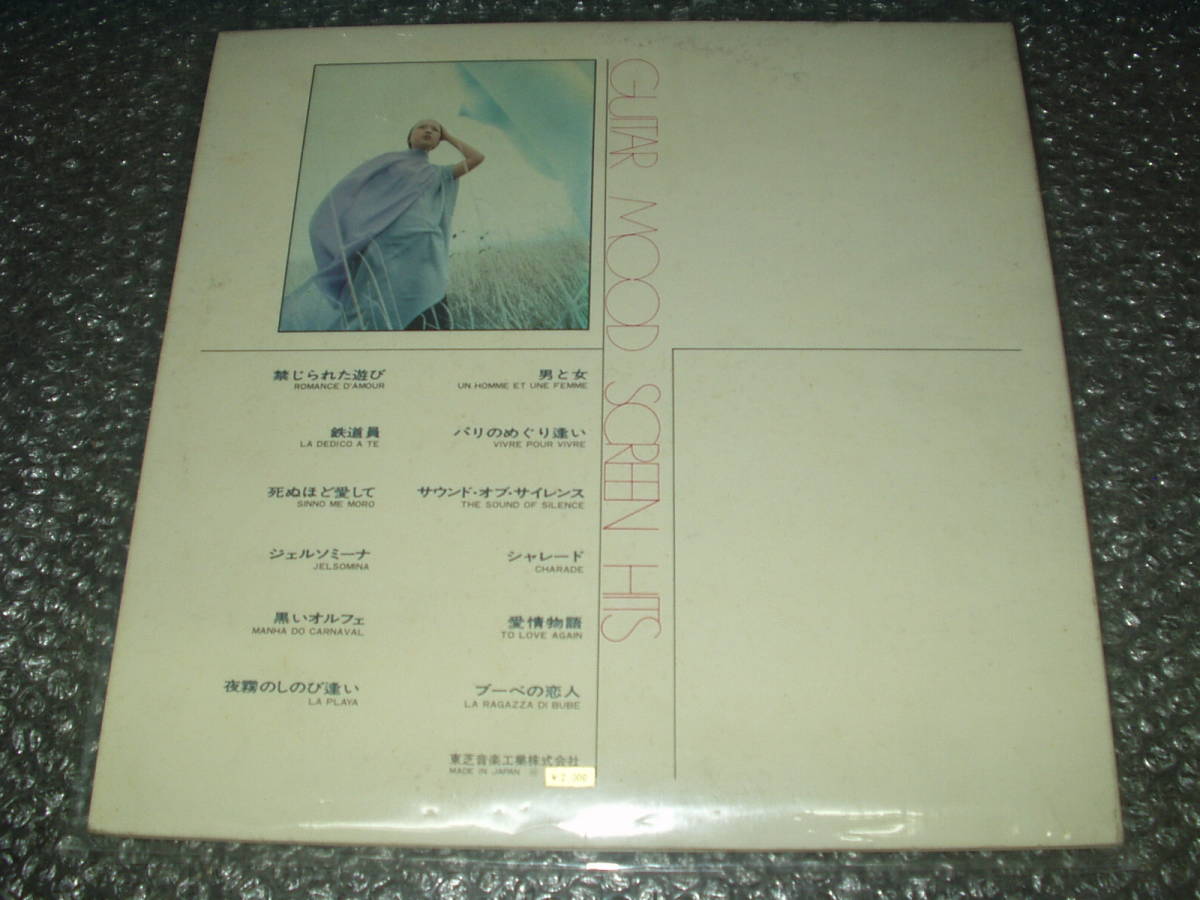 GUITAR MOOD SCREEN HITS
禁じられた遊び
ROMANCE D'AMOUR
鉄道員
LA DEDICO A TE
死ぬほど愛して
SINNO ME MORO
ジェルソミーナ
JELSOMINA
黒いオルフェ
MANHA DO CARNAVAL
夜霧のしのび逢い
LA PLAYA
男と女
UN HOMME ET UNE FEMME
パリのめぐり逢い
VIVRE POUR VIVRE
サウンド・オブ・サイレンス
THE SOUND OF SILENCE
シャレード
CHARADE
愛情物語
TO LOVE AGAIN
ブーベの恋人
LA RAGAZZA DI BUBE
東芝音楽工業株式会社
MADE IN JAPAN
¥2,000